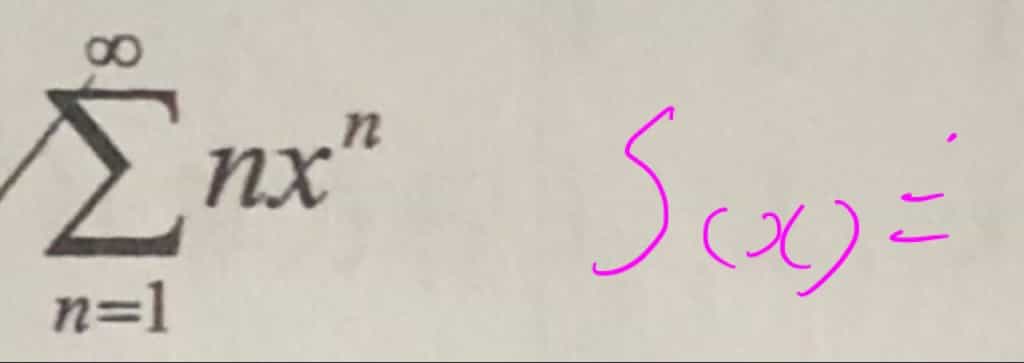 ∑_{n=1}^{∞} nx^n S(x)=